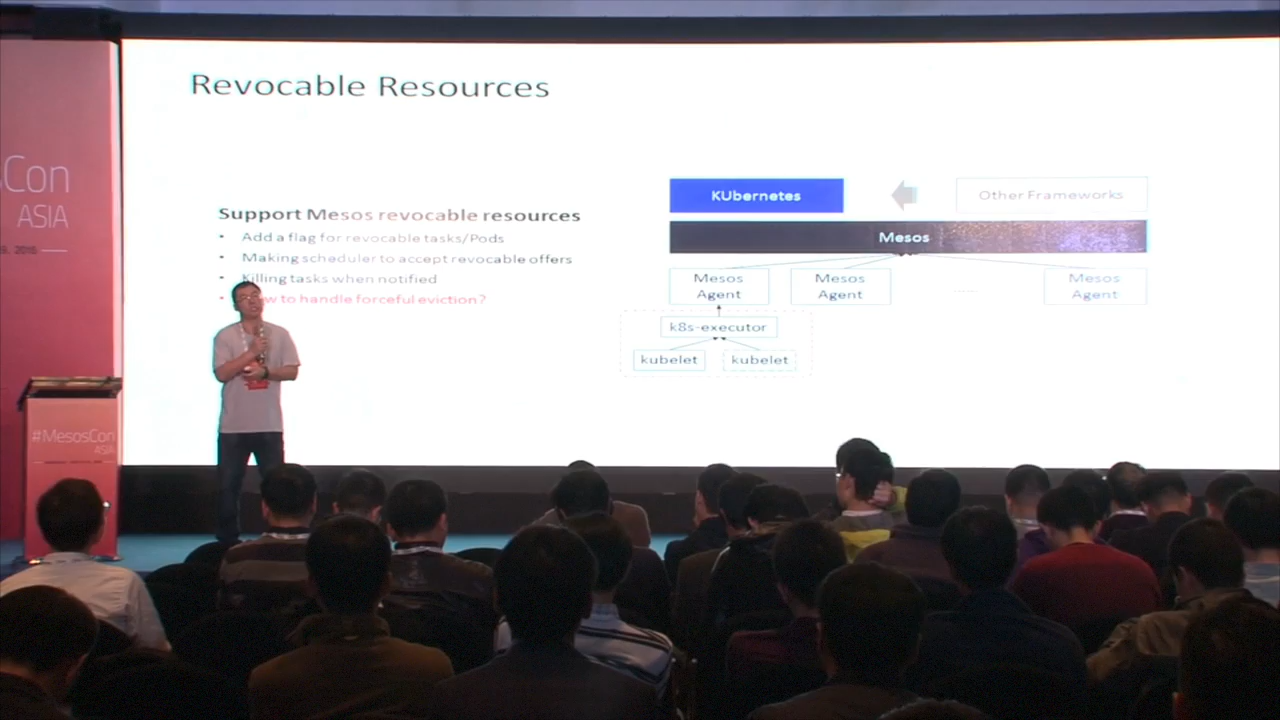 Revocable Resources
Support Mesos revocable resources
• Add a flag for revocable tasks/Pods
• Making scheduler to accept revocable offers
• Killing tasks when notified
to handle forceful eviction?
KUbernetes
Other Frameworks
Mesos
Mesos Agent
Mesos Agent
......
Mesos Agent
k8s-executor
kubelet
kubelet
Con
ASIA
#MesosCon
ASIA